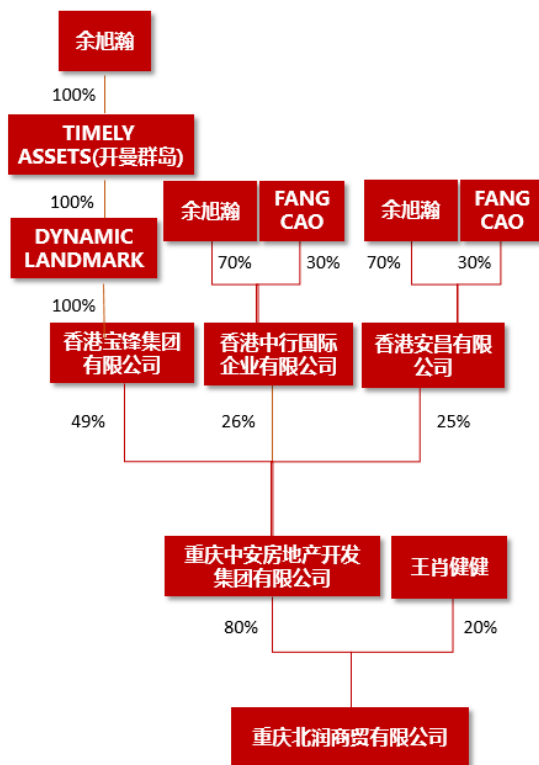 余旭瀚
100%
TIMELY
ASSETS(开曼群岛)
100%
DYNAMIC
LANDMARK
100%
余旭瀚
FANG
CAO
70%
30%
余旭瀚
FANG
CAO
70%
30%
香港宝锋集团
有限公司
香港中行国际
企业有限公司
香港安昌有限
公司
49%
26%
25%
重庆中安房地产开发
集团有限公司
王肖健健
80%
20%
重庆北润商贸有限公司